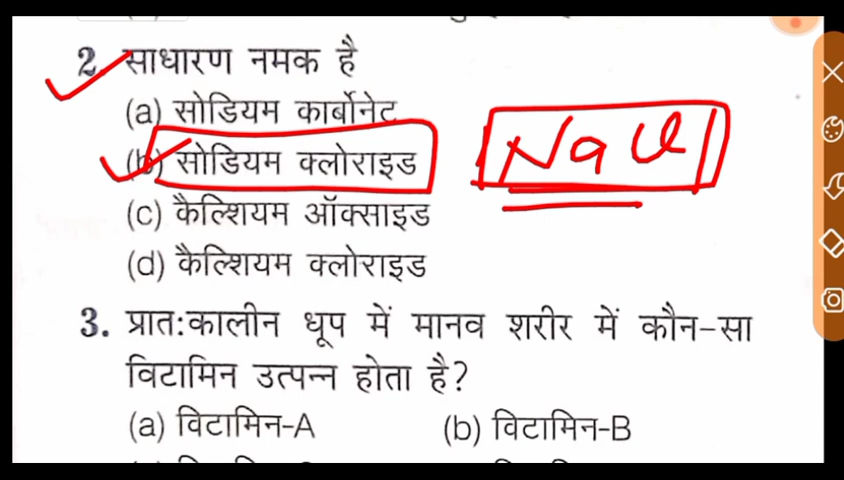 2. साधारण नमक है
(a) सोडियम कार्बोनेट
(b) सोडियम क्लोराइड
NaCl
(c) कैल्शियम ऑक्साइड
(d) कैल्शियम क्लोराइड
3. प्रात:कालीन धूप में मानव शरीर में कौन-सा
विटामिन उत्पन्न होता है?
(a) विटामिन-A (b) विटामिन-B